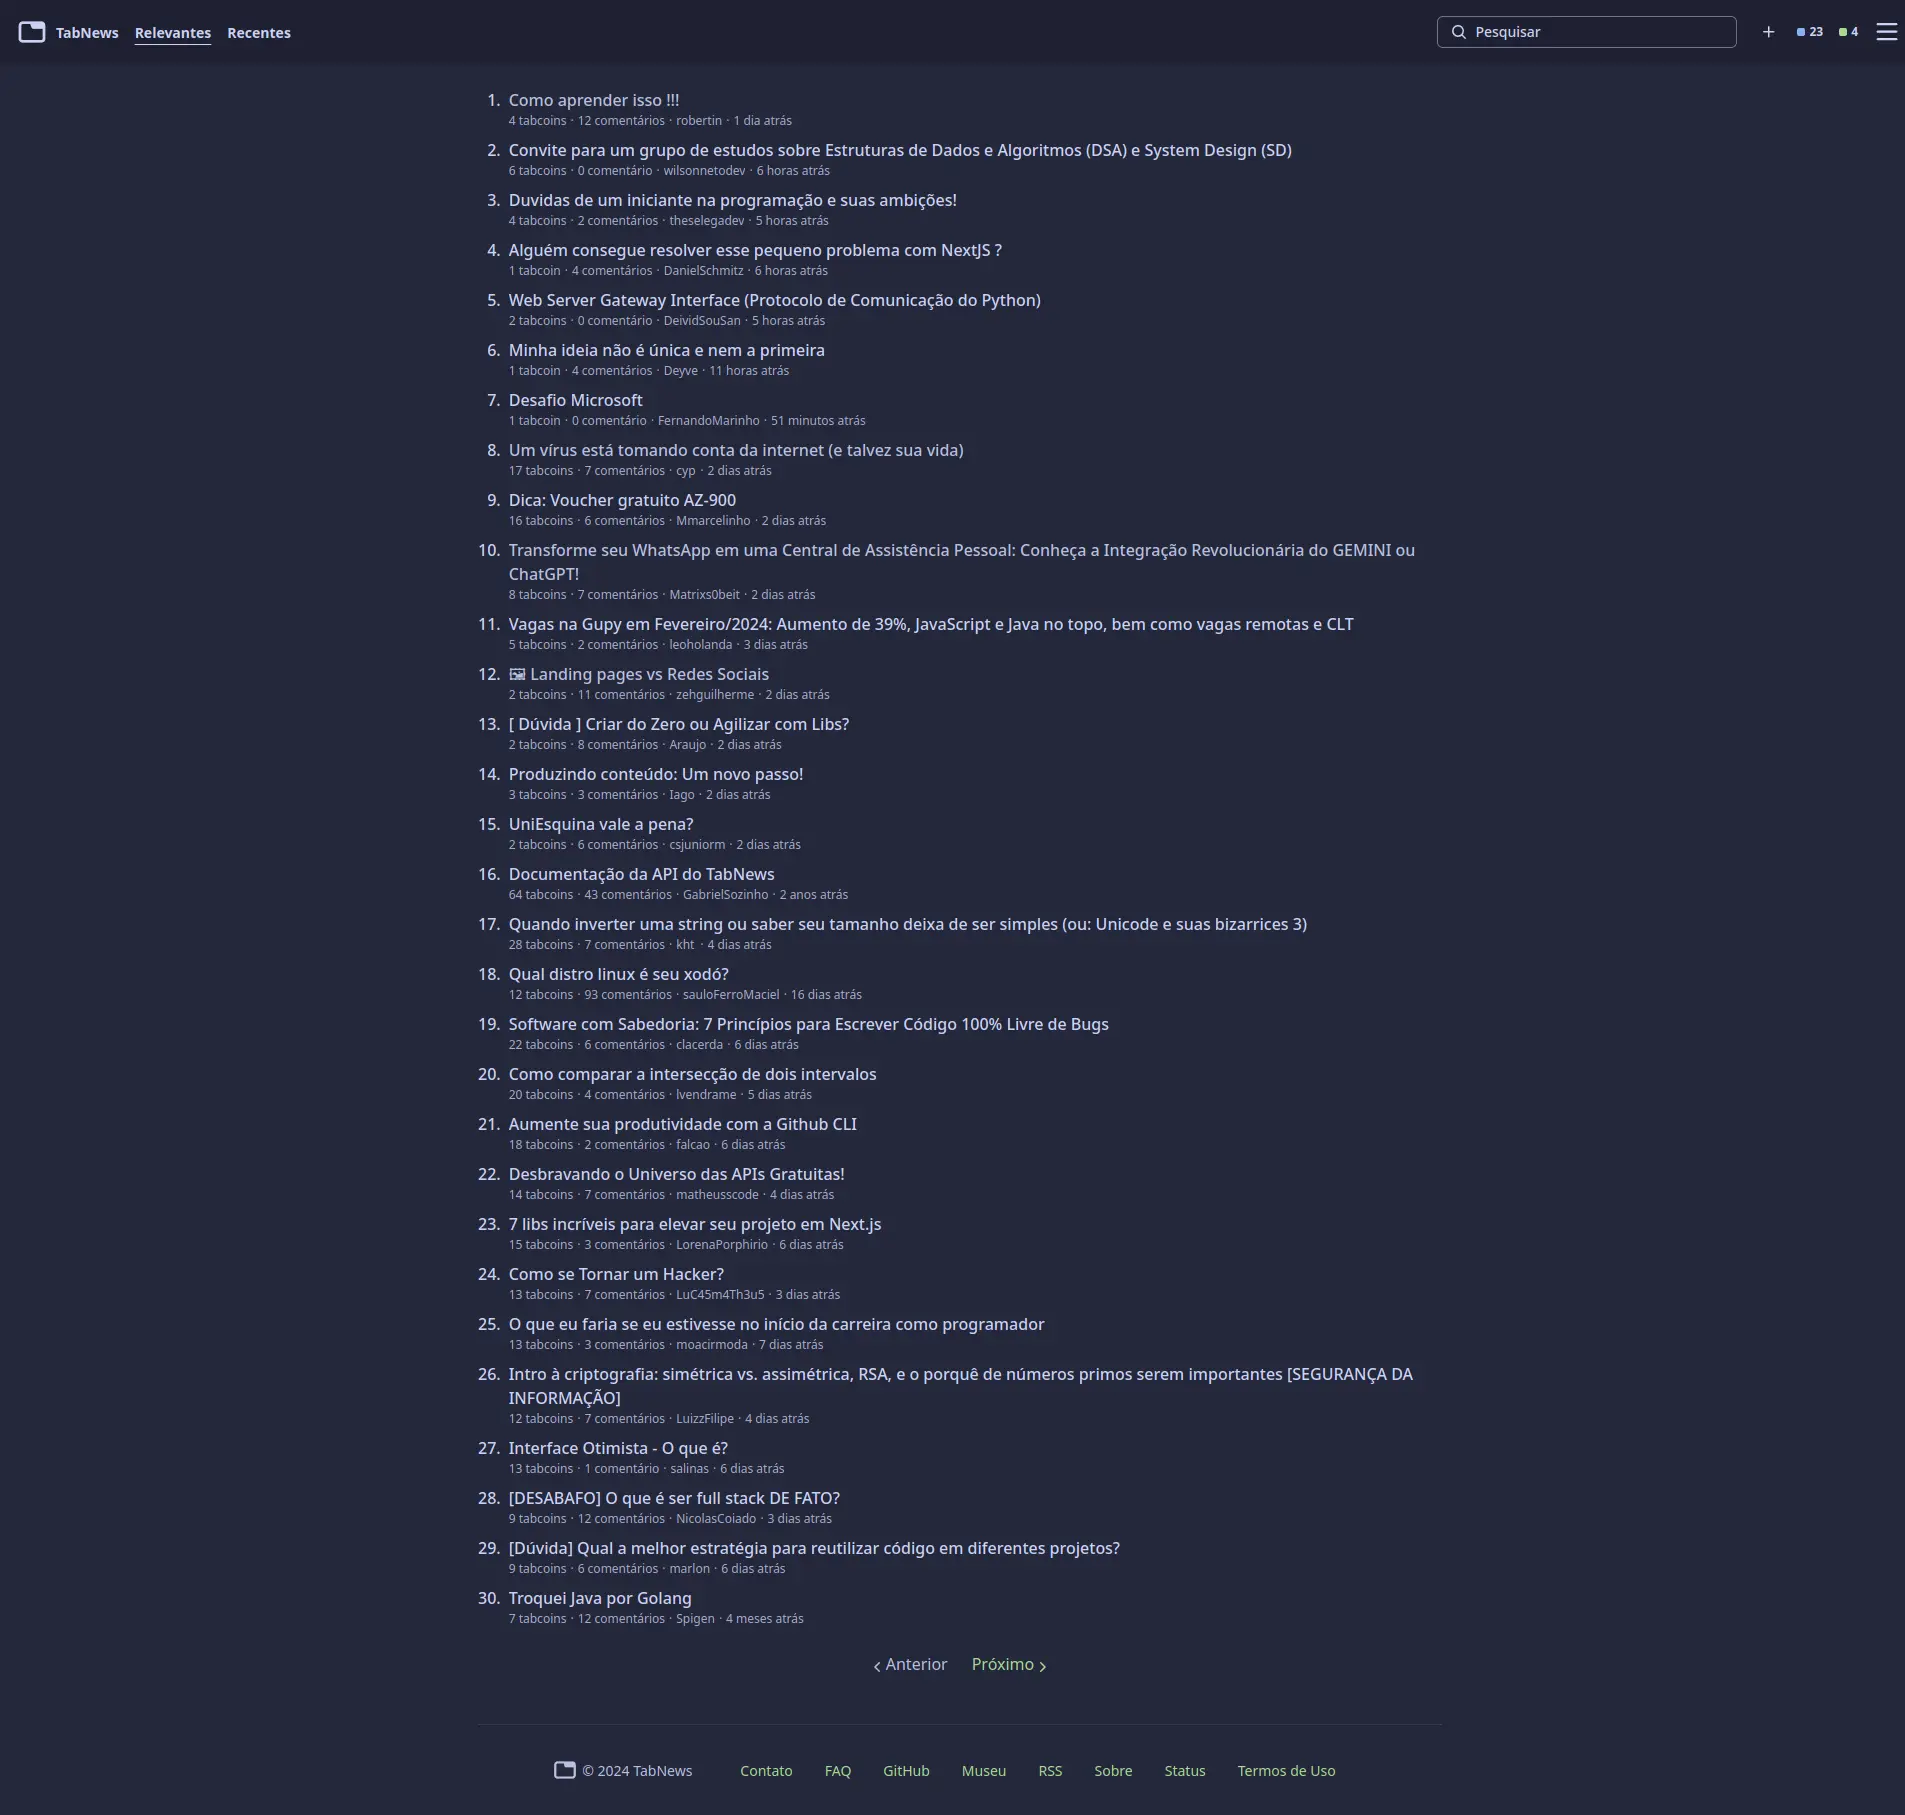 TabNews Relevantes Recentes Pesquisar 23 4
1. Como aprender isso !!!
4 tabcoins · 12 comentários · robertin · 1 dia atrás
2. Convite para um grupo de estudos sobre Estruturas de Dados e Algoritmos (DSA) e System Design (SD)
6 tabcoins · 0 comentário · wilsonnetodev · 6 horas atrás
3. Duvidas de um iniciante na programação e suas ambições!
4 tabcoins · 2 comentários · theselegadev · 5 horas atrás
4. Alguém consegue resolver esse pequeno problema com NextJS ?
1 tabcoin · 4 comentários · DanielSchmitz · 6 horas atrás
5. Web Server Gateway Interface (Protocolo de Comunicação do Python)
2 tabcoins · 0 comentário · DeividSouSan · 5 horas atrás
6. Minha ideia não é única e nem a primeira
1 tabcoin · 4 comentários · Deyve · 11 horas atrás
7. Desafio Microsoft
1 tabcoin · 0 comentário · FernandoMarinho · 51 minutos atrás
8. Um vírus está tomando conta da internet (e talvez sua vida)
17 tabcoins · 7 comentários · cyp · 2 dias atrás
9. Dica: Voucher gratuito AZ-900
16 tabcoins · 6 comentários · Mmarcelinho · 2 dias atrás
10. Transforme seu WhatsApp em uma Central de Assistência Pessoal: Conheça a Integração Revolucionária do GEMINI ou
ChatGPT!
8 tabcoins · 7 comentários · Matrixs0beit · 2 dias atrás
11. Vagas na Gupy em Fevereiro/2024: Aumento de 39%, JavaScript e Java no topo, bem como vagas remotas e CLT
5 tabcoins · 2 comentários · leoholanda · 3 dias atrás
12. 🖼 Landing pages vs Redes Sociais
2 tabcoins · 11 comentários · zehguilherme · 2 dias atrás
13. [ Dúvida ] Criar do Zero ou Agilizar com Libs?
2 tabcoins · 8 comentários · Araujo · 2 dias atrás
14. Produzindo conteúdo: Um novo passo!
3 tabcoins · 3 comentários · Iago · 2 dias atrás
15. UniEsquina vale a pena?
2 tabcoins · 6 comentários · csjuniorm · 2 dias atrás
16. Documentação da API do TabNews
64 tabcoins · 43 comentários · GabrielSozinho · 2 anos atrás
17. Quando inverter uma string ou saber seu tamanho deixa de ser simples (ou: Unicode e suas bizarrices 3)
28 tabcoins · 7 comentários · kht · 4 dias atrás
18. Qual distro linux é seu xodó?
12 tabcoins · 93 comentários · sauloFerroMaciel · 16 dias atrás
19. Software com Sabedoria: 7 Princípios para Escrever Código 100% Livre de Bugs
22 tabcoins · 6 comentários · clacerda · 6 dias atrás
20. Como comparar a intersecção de dois intervalos
20 tabcoins · 4 comentários · lvendrame · 5 dias atrás
21. Aumente sua produtividade com a Github CLI
18 tabcoins · 2 comentários · falcao · 6 dias atrás
22. Desbravando o Universo das APIs Gratuitas!
14 tabcoins · 7 comentários · matheusscode · 4 dias atrás
23. 7 libs incríveis para elevar seu projeto em Next.js
15 tabcoins · 3 comentários · LorenaPorphirio · 6 dias atrás
24. Como se Tornar um Hacker?
13 tabcoins · 7 comentários · LuC45m4Th3u5 · 3 dias atrás
25. O que eu faria se eu estivesse no início da carreira como programador
13 tabcoins · 3 comentários · moacirmoda · 7 dias atrás
26. Intro à criptografia: simétrica vs. assimétrica, RSA, e o porquê de números primos serem importantes [SEGURANÇA DA
INFORMAÇÃO]
12 tabcoins · 7 comentários · LuizzFilipe · 4 dias atrás
27. Interface Otimista - O que é?
13 tabcoins · 1 comentário · salinas · 6 dias atrás
28. [DESABAFO] O que é ser full stack DE FATO?
9 tabcoins · 12 comentários · NicolasCoiado · 3 dias atrás
29. [Dúvida] Qual a melhor estratégia para reutilizar código em diferentes projetos?
9 tabcoins · 6 comentários · marlon · 6 dias atrás
30. Troquei Java por Golang
7 tabcoins · 12 comentários · Spigen · 4 meses atrás
Anterior Próximo
© 2024 TabNews Contato FAQ GitHub Museu RSS Sobre Status Termos de Uso